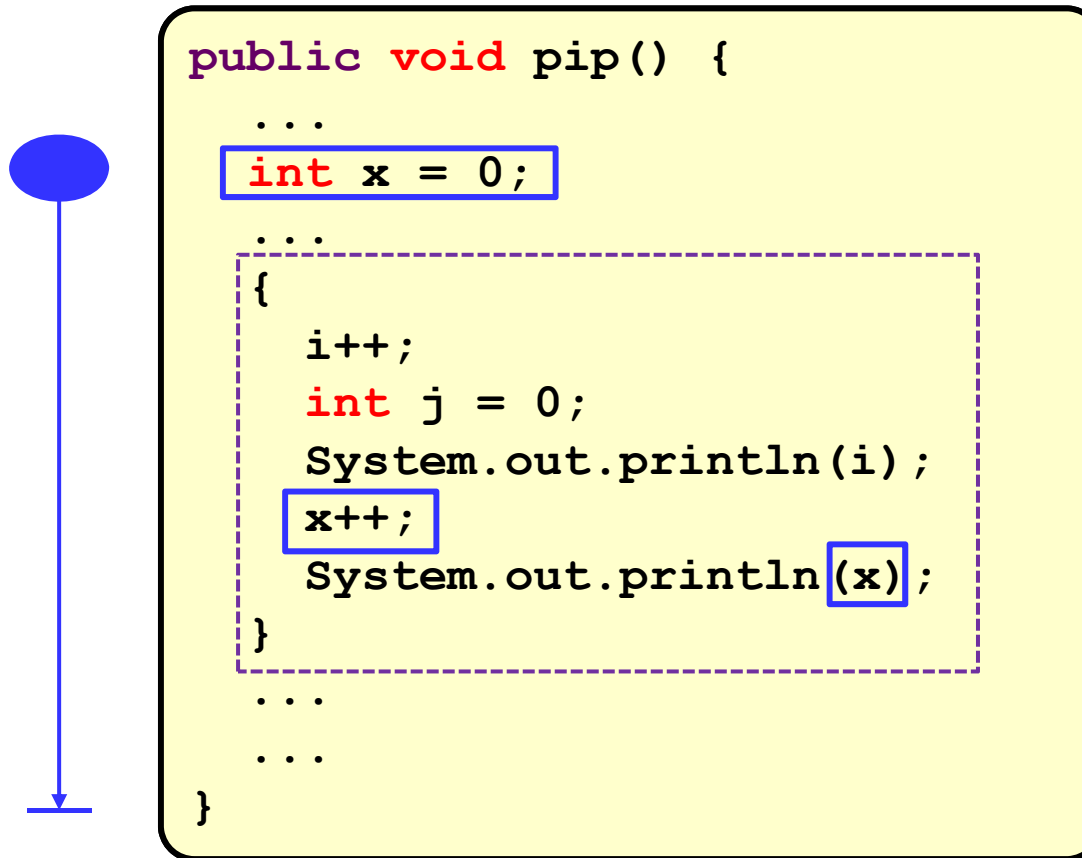 public void pip() {
...
int x = 0;
...
{
i++;
int j = 0;
System.out.println(i);
x++;
System.out.println(x);
}
...
...
}